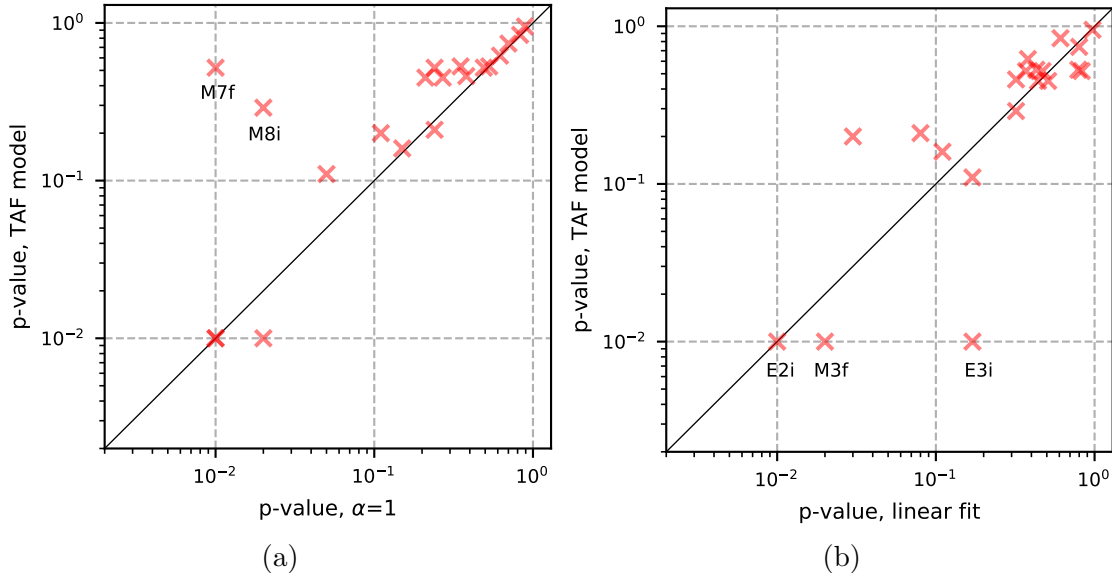 10⁰
10⁻¹
10⁻²
p-value, TAF model
M7f
M8i
10⁻²
10⁻¹
10⁰
p-value, α=1
(a)
10⁰
10⁻¹
10⁻²
p-value, TAF model
E2i
M3f
E3i
10⁻²
10⁻¹
10⁰
p-value, linear fit
(b)